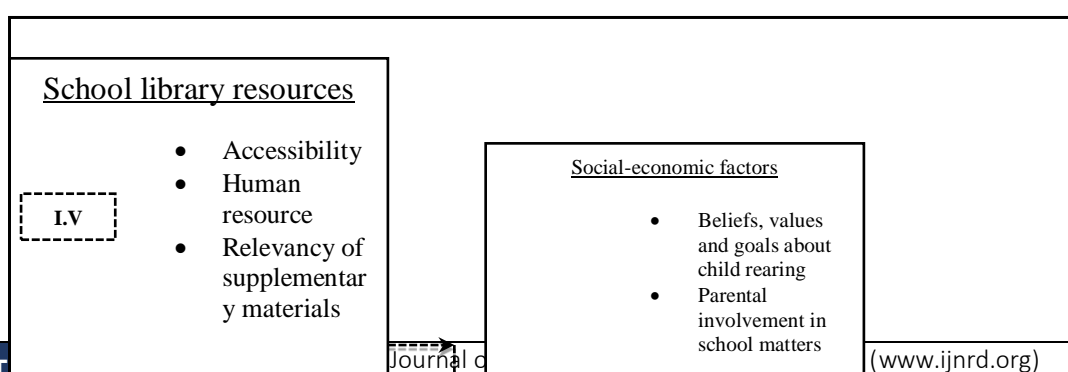 School library resources
• Accessibility
• Human
resource
• Relevancy of
supplementar
y materials
I.V
Social-economic factors
• Beliefs, values
and goals about
child rearing
• Parental
involvement in
school matters
Journal o
(www.ijnrd.org)